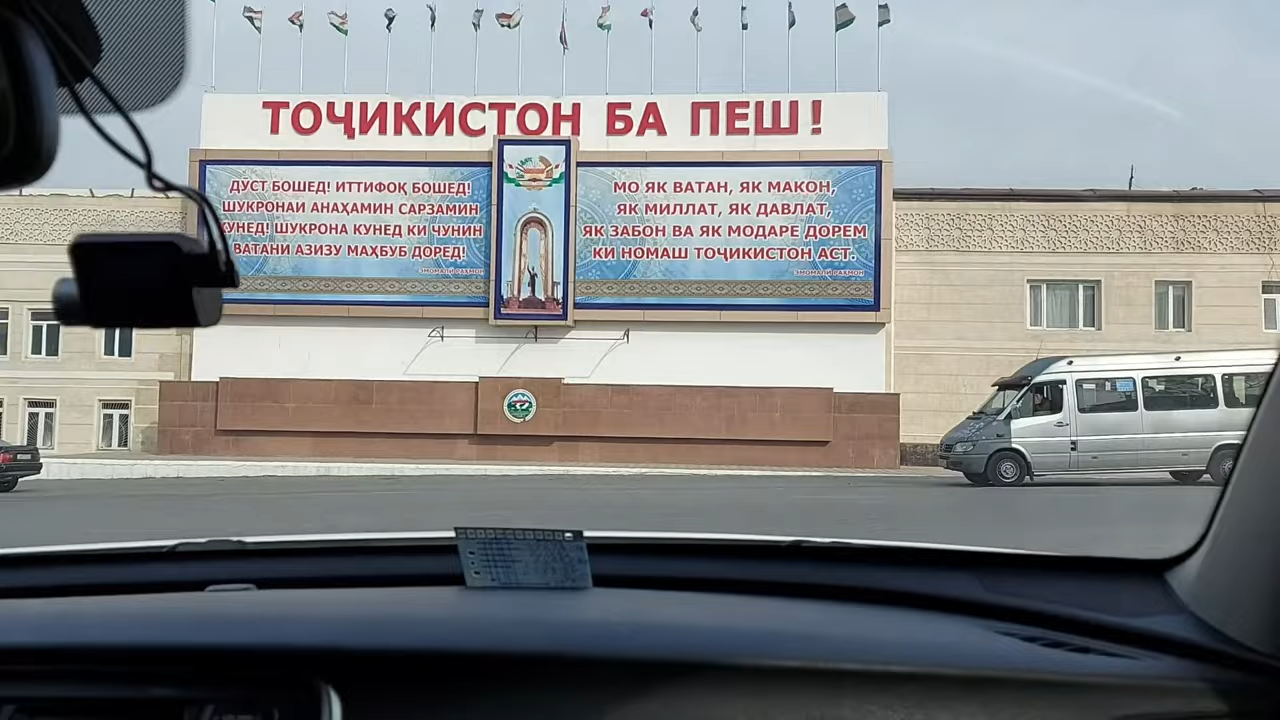 ТОҶИКИСТОН БА ПЕШ!
ДУСТ БОШЕД! ИТТИФОҚ БОШЕД!
ШУКРОНАИ АНАҲАМИН САРЗАМИН
КУНЕД! ШУКРОНА КУНЕД КИ ЧУНИН
ВАТАНИ АЗИЗУ МАҲБУБ ДОРЕД!
ЭМОМАЛӢ РАҲМОН
МО ЯК ВАТАН, ЯК МАКОН,
ЯК МИЛЛАТ, ЯК ДАВЛАТ,
ЯК ЗАБОН ВА ЯК МОДАРЕ ДОРЕМ
КИ НОМАШ ТОҶИКИСТОН АСТ.
ЭМОМАЛӢ РАҲМОН